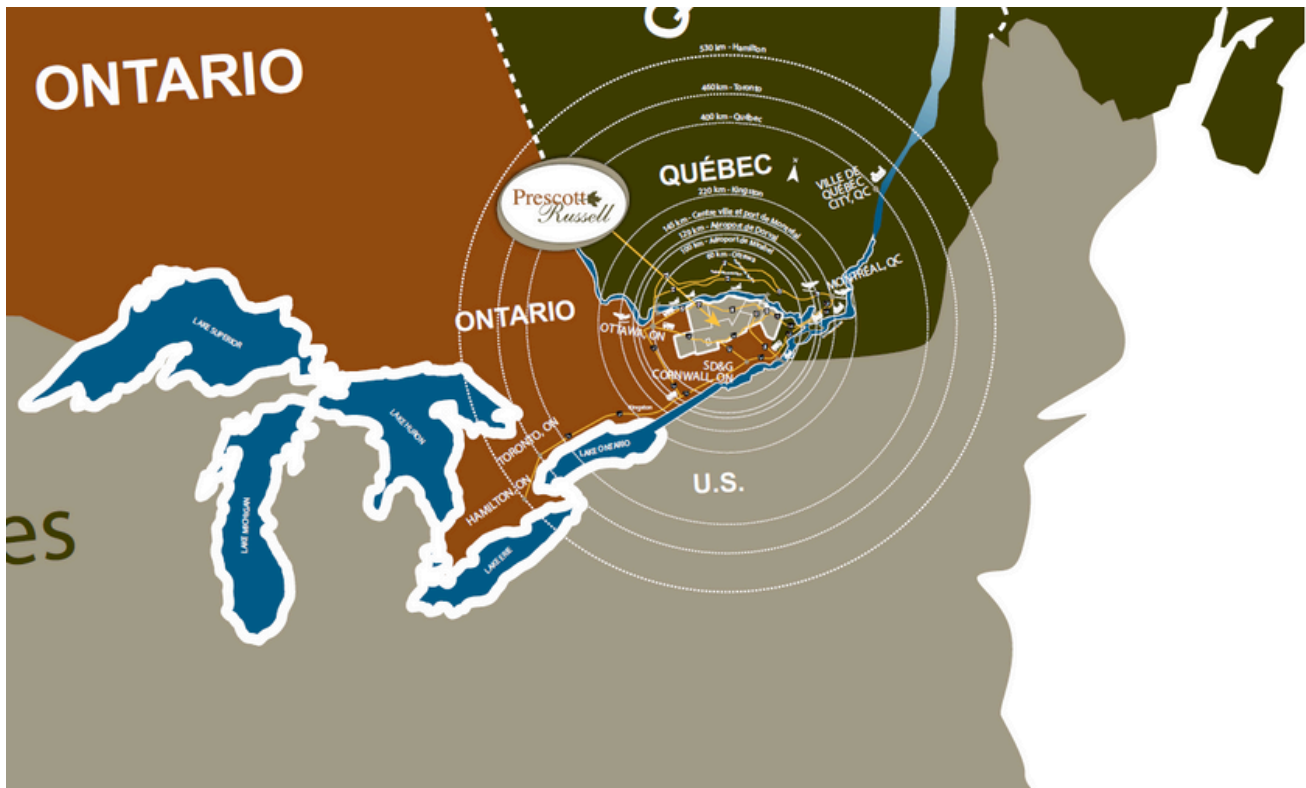 ONTARIO
Q
530 km - Hamilton
460 km - Toronto
400 km - Québec
QUÉBEC
N
VILLE DE
QUÉBEC
CITY, QC
Prescott
Russell
220 km - Kingston
145 km - Centre ville et port de Montréal
129 km - Aéroport de Dorval
100 km - Aéroport de Mirabel
60 km - Ottawa
MONTRÉAL, QC
ONTARIO
OTTAWA, ON
SD&G
CORNWALL, ON
LAKE SUPERIOR
LAKE HURON
Kingston
TORONTO, ON
LAKE ONTARIO
HAMILTON, ON
U.S.
LAKE MICHIGAN
LAKE ERIE
es